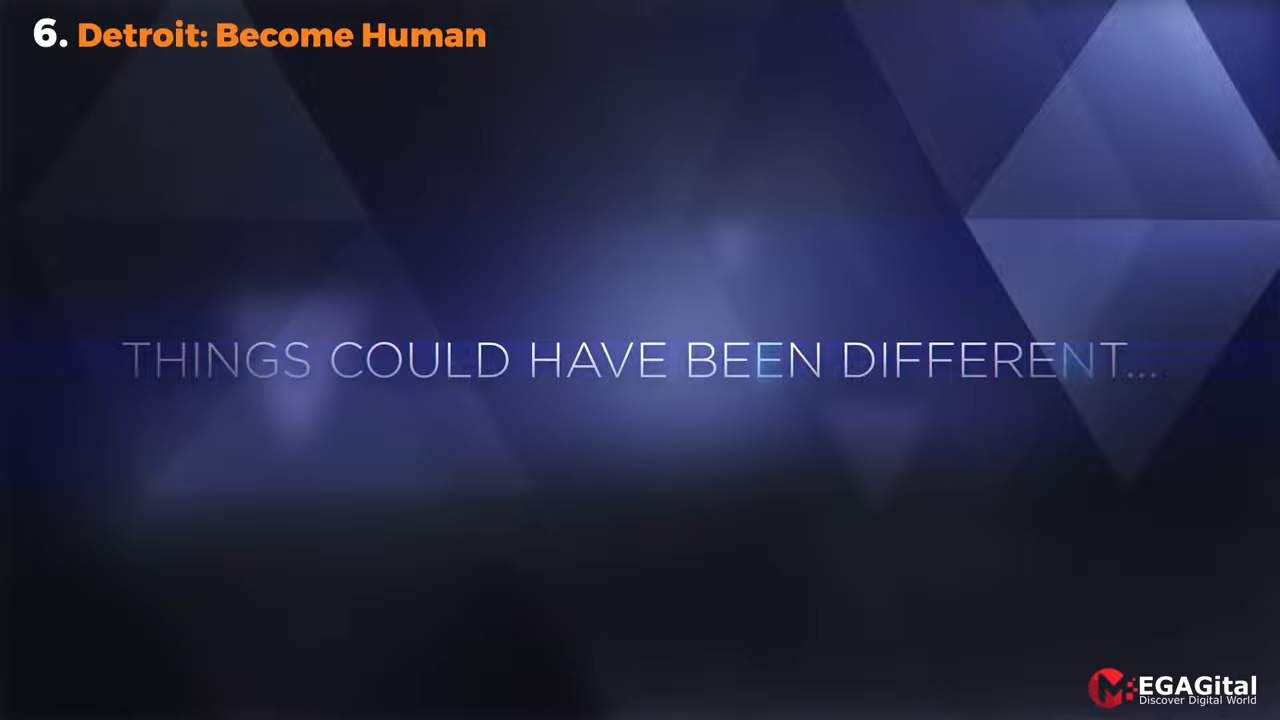 6. Detroit: Become Human
THINGS COULD HAVE BEEN DIFFERENT...
MEGAGital
Discover Digital World